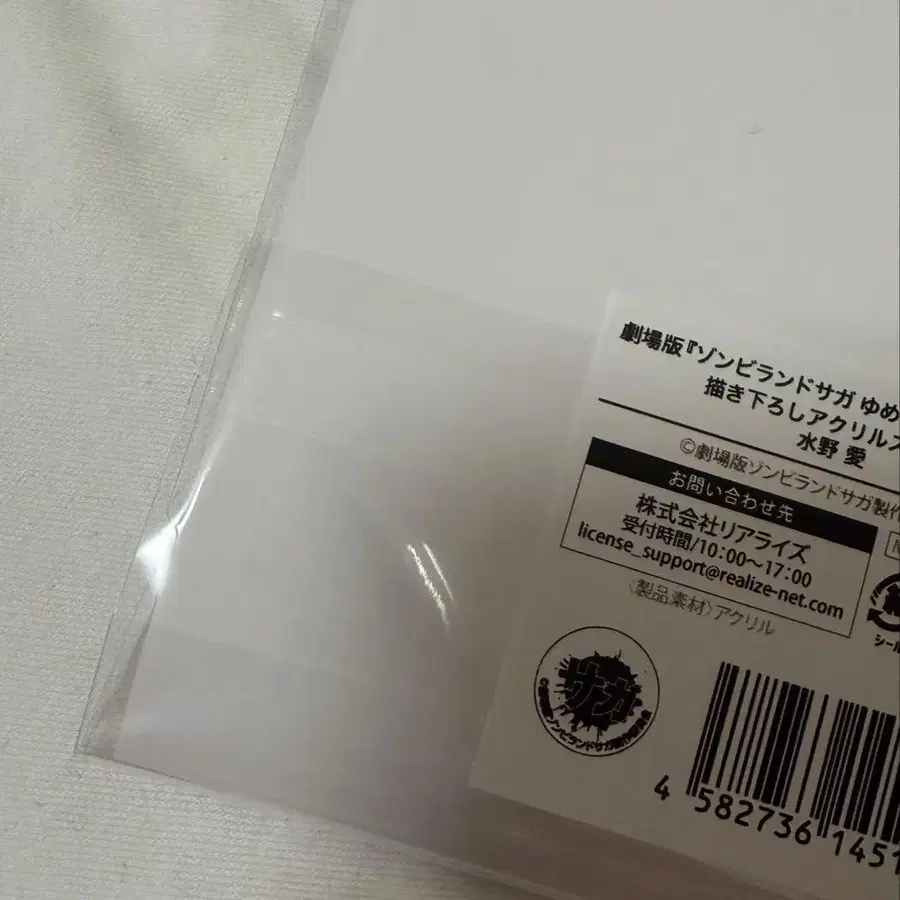 劇場版『ゾンビランドサガ ゆめ
描き下ろしアクリルス
水野 愛
©劇場版ゾンビランドサガ製作
お問い合わせ先
株式会社リアライズ
受付時間/10:00〜17:00
license_support@realize-net.com
〈製品素材〉アクリル
シール
サガ
4 582736 1451